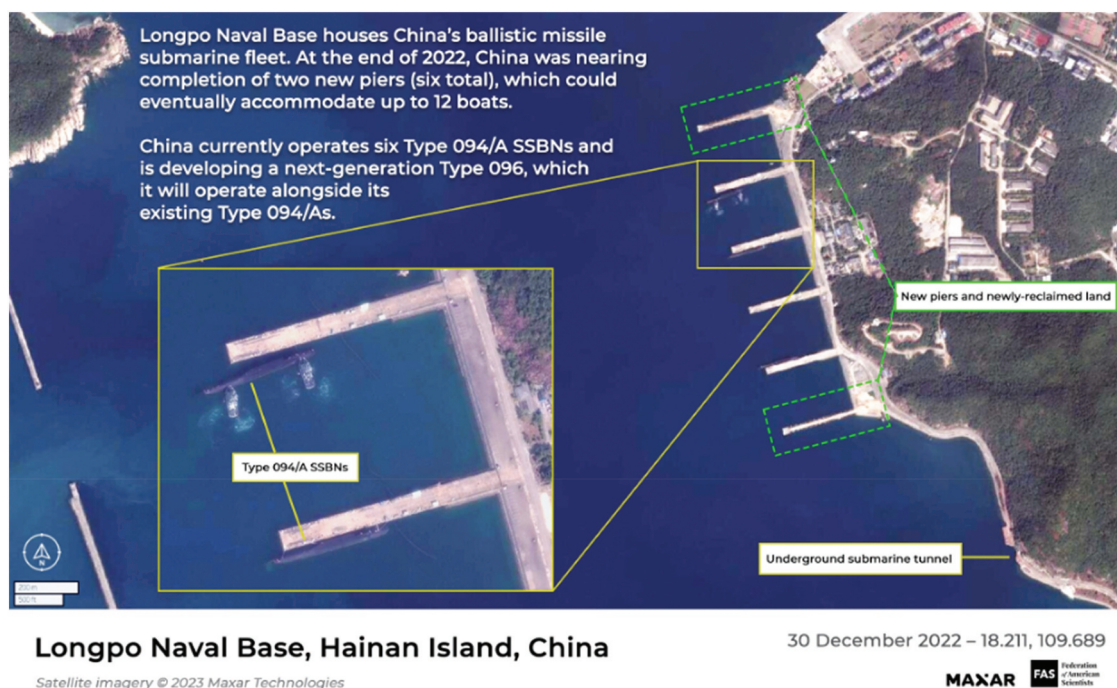 Longpo Naval Base houses China's ballistic missile
submarine fleet. At the end of 2022, China was nearing
completion of two new piers (six total), which could
eventually accommodate up to 12 boats.
China currently operates six Type 094/A SSBNs and
is developing a next-generation Type 096, which
it will operate alongside its
existing Type 094/As.
New piers and newly-reclaimed land
Type 094/A SSBNs
Underground submarine tunnel
N
200 m
500 ft
Longpo Naval Base, Hainan Island, China
30 December 2022 – 18.211, 109.689
Satellite imagery © 2023 Maxar Technologies
MAXAR
FAS
Federation
of American
Scientists